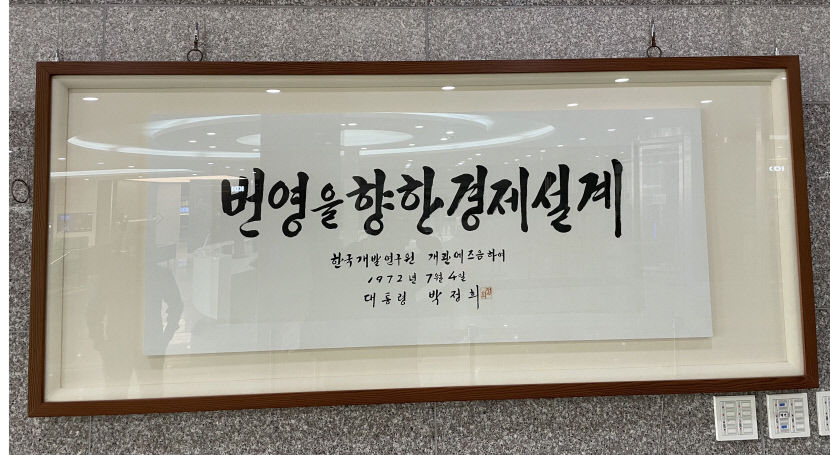 번영을 향한 경제설계
한국개발연구원 개관에 즈음하여
1972년 7월 4일
대통령 박정희